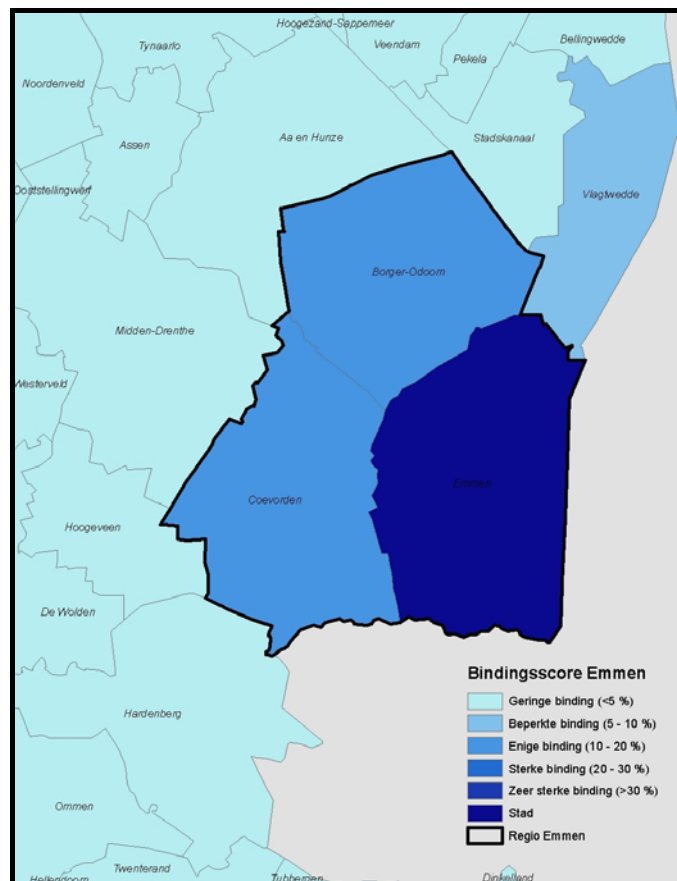 Hoogezand-Sappemeer
Tynaarlo
Veendam
Bellingwedde
Pekela
Noordenveld
Assen
Aa en Hunze
Stadskanaal
Ooststellingwerf
Vlagtwedde
Borger-Odoorn
Midden-Drenthe
Westerveld
Emmen
Coevorden
Hoogeveen
De Wolden
Bindingsscore Emmen
Geringe binding (<5 %)
Hardenberg
Beperkte binding (5 - 10 %)
Enige binding (10 - 20 %)
Sterke binding (20 - 30 %)
Zeer sterke binding (>30 %)
Ommen
Stad
Regio Emmen
Twenterand
Hellendoorn
Tubbergen
Dinkelland